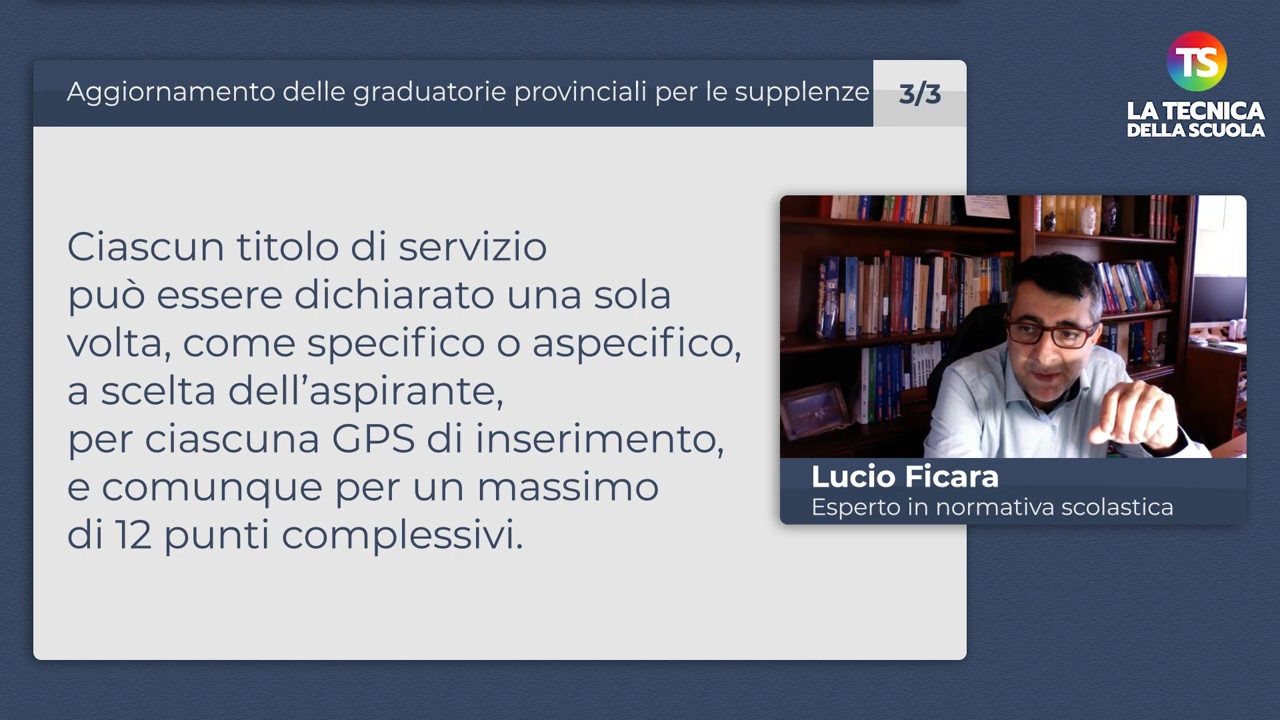 Aggiornamento delle graduatorie provinciali per le supplenze
3/3
TS
LA TECNICA
DELLA SCUOLA
Ciascun titolo di servizio
può essere dichiarato una sola
volta, come specifico o aspecifico,
a scelta dell’aspirante,
per ciascuna GPS di inserimento,
e comunque per un massimo
di 12 punti complessivi.
Lucio Ficara
Esperto in normativa scolastica